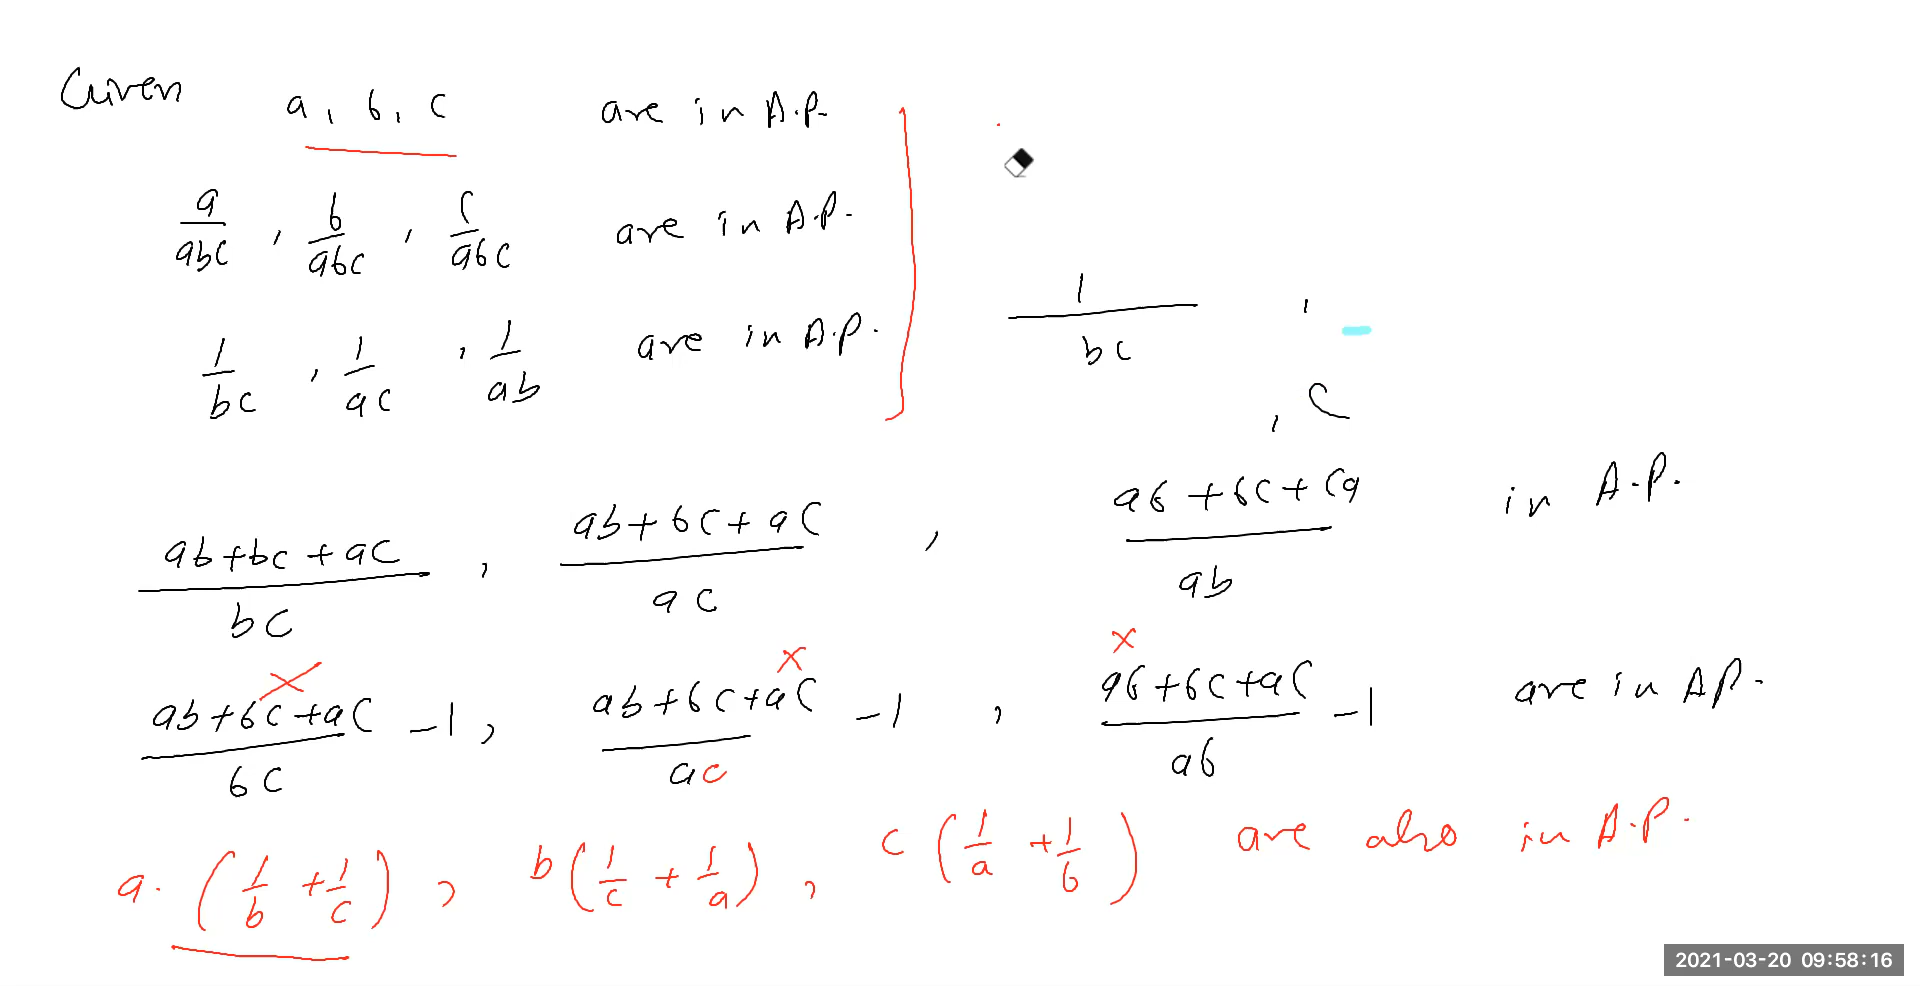 Given a, b, c are in A.P.
a/abc , b/abc , c/abc are in A.P.
1/bc , 1/ac , 1/ab are in A.P.
1/bc ,
, C
(ab+bc+ac)/bc , (ab+bc+ac)/ac , (ab+bc+ca)/ab in A.P.
(ab+bc+ac)/bc -1, (ab+bc+ac)/ac -1 , (ab+bc+ac)/ab -1 are in AP.
a. (1/b + 1/c) , b(1/c + 1/a) , c(1/a + 1/b) are also in A.P.
2021-03-20 09:58:16